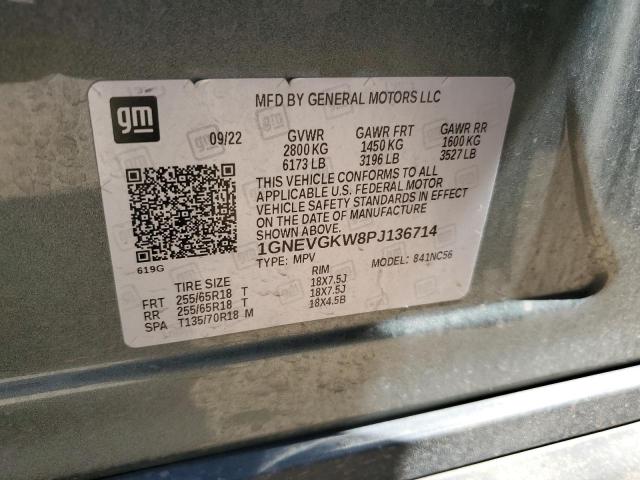 gm
MFD BY GENERAL MOTORS LLC
09/22 GVWR GAWR FRT GAWR RR
2800 KG 1450 KG 1600 KG
6173 LB 3196 LB 3527 LB
THIS VEHICLE CONFORMS TO ALL
APPLICABLE U.S. FEDERAL MOTOR
VEHICLE SAFETY STANDARDS IN EFFECT
ON THE DATE OF MANUFACTURE
SHOWN ABOVE.
1GNEVGKW8PJ136714
619G TYPE: MPV MODEL: 841NC56
TIRE SIZE RIM
FRT 255/65R18 T 18X7.5J
RR 255/65R18 T 18X7.5J
SPA T135/70R18 M 18X4.5B